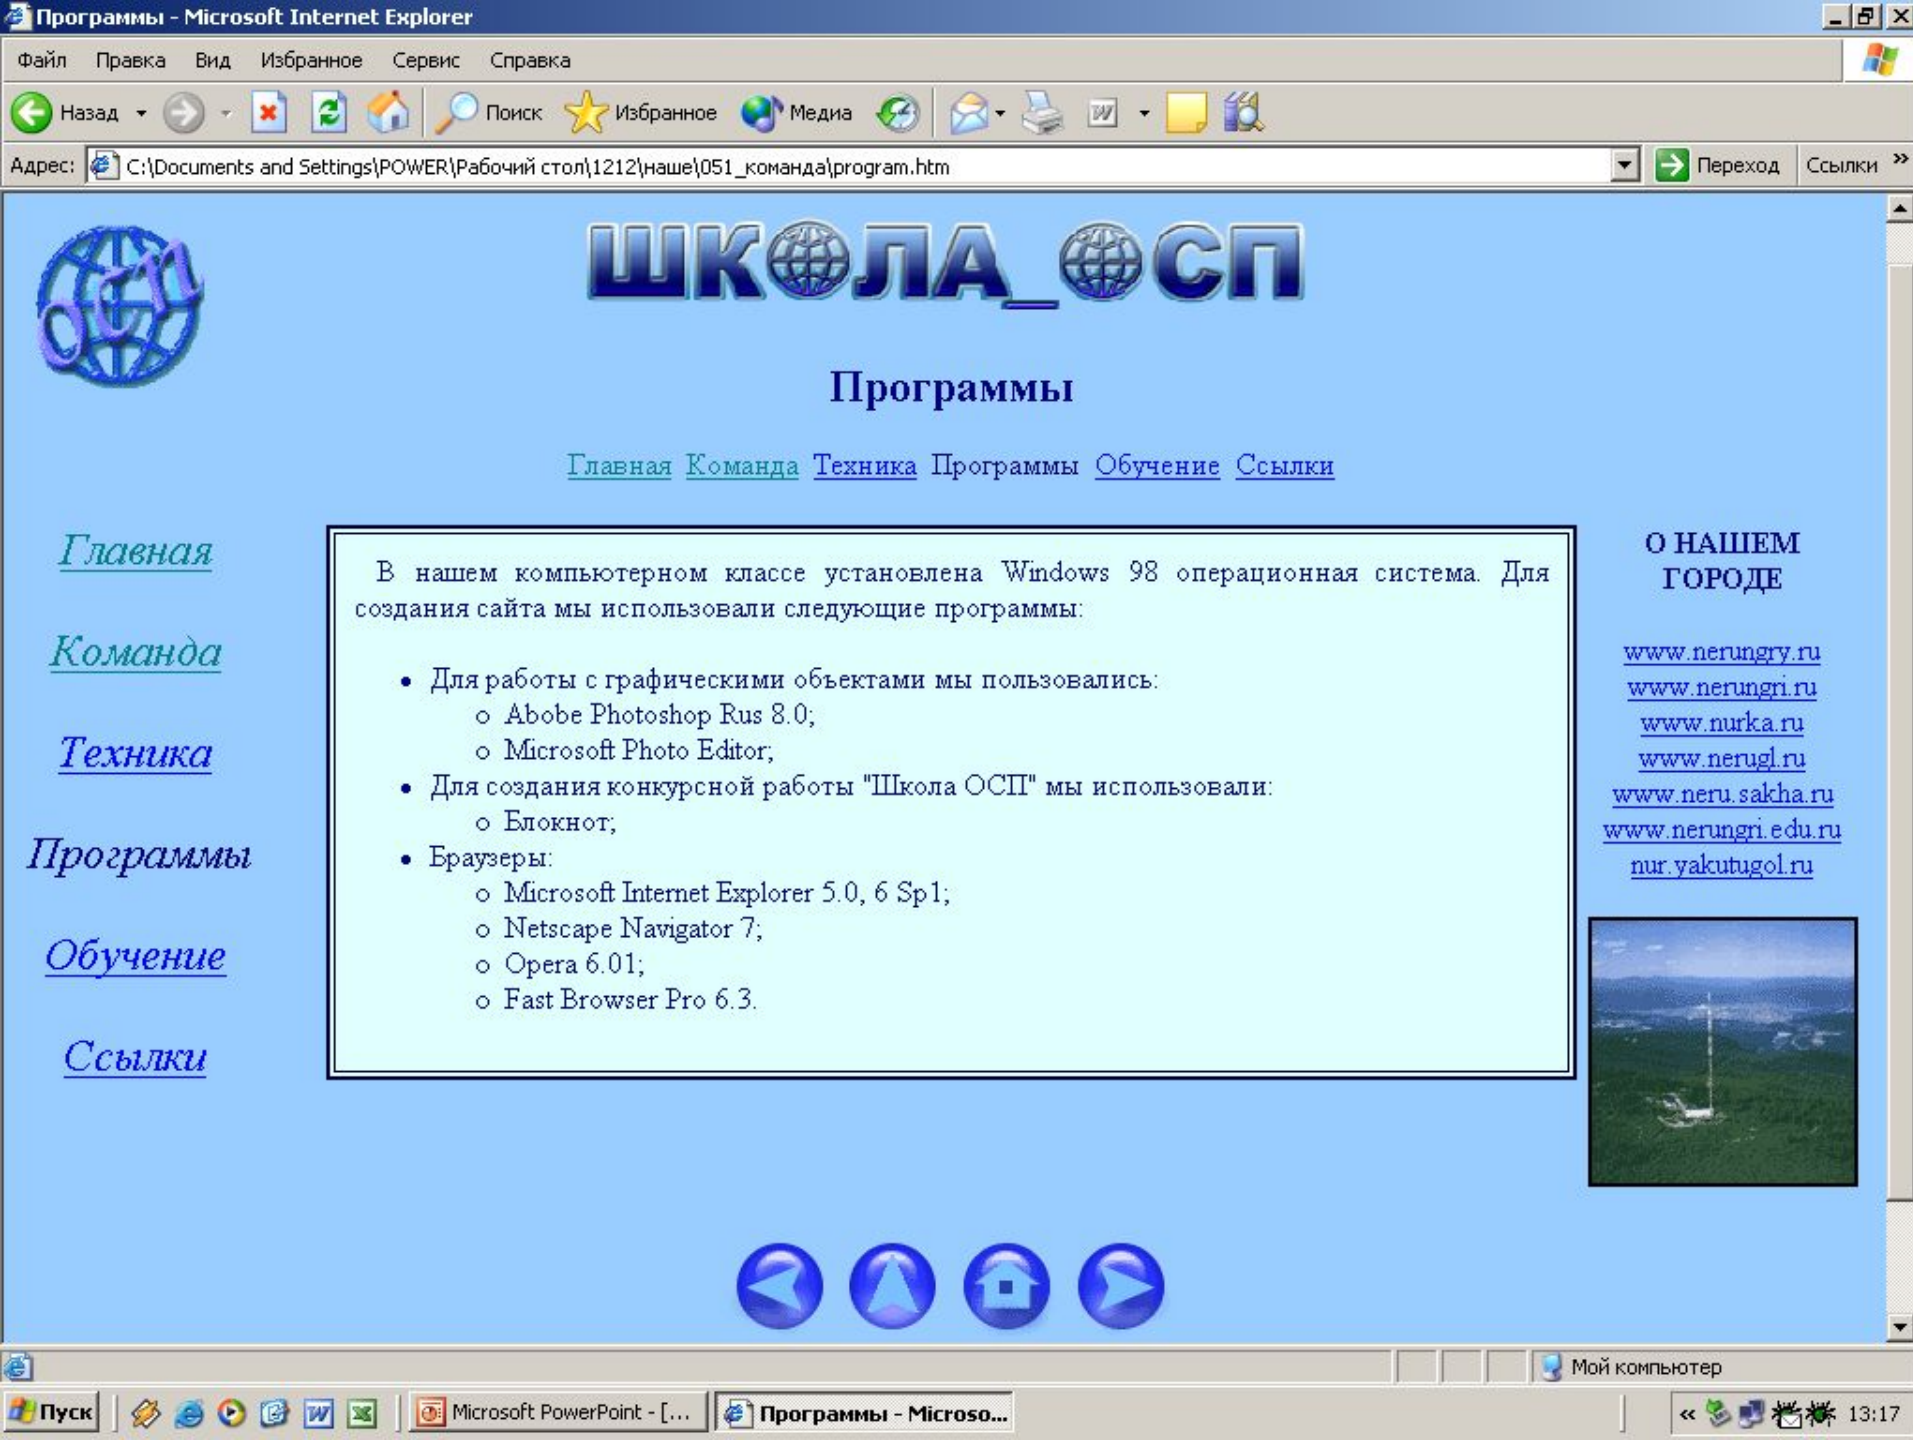 Программы - Microsoft Internet Explorer
Файл Правка Вид Избранное Сервис Справка
Назад Поиск Избранное Медиа
Адрес: C:\Documents and Settings\POWER\Рабочий стол\1212\наше\051_команда\program.htm Переход Ссылки »
ОСП
ШКОЛА_ОСП
Программы
Главная Команда Техника Программы Обучение Ссылки
Главная
Команда
Техника
Программы
Обучение
Ссылки
В нашем компьютерном классе установлена Windows 98 операционная система. Для
создания сайта мы использовали следующие программы:
• Для работы с графическими объектами мы пользовались:
o Abobe Photoshop Rus 8.0;
o Microsoft Photo Editor;
• Для создания конкурсной работы "Школа ОСП" мы использовали:
o Блокнот;
• Браузеры:
o Microsoft Internet Explorer 5.0, 6 Sp1;
o Netscape Navigator 7;
o Opera 6.01;
o Fast Browser Pro 6.3.
О НАШЕМ
ГОРОДЕ
www.nerungry.ru
www.nerungri.ru
www.nurka.ru
www.nerugl.ru
www.neru.sakha.ru
www.nerungri.edu.ru
nur.yakutugol.ru
Мой компьютер
Пуск Microsoft PowerPoint - [... Программы - Microso... « 13:17